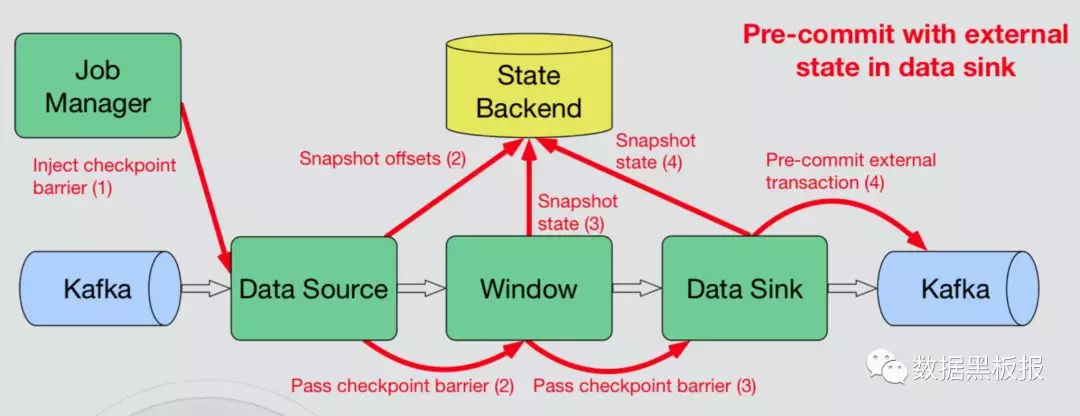 Pre-commit with external
state in data sink
Job
Manager
State
Backend
Inject checkpoint
barrier (1)
Snapshot offsets (2)
Snapshot
state (3)
Snapshot
state (4)
Pre-commit external
transaction (4)
Kafka
Data Source
Window
Data Sink
Kafka
Pass checkpoint barrier (2)
Pass checkpoint barrier (3)
数据黑板报